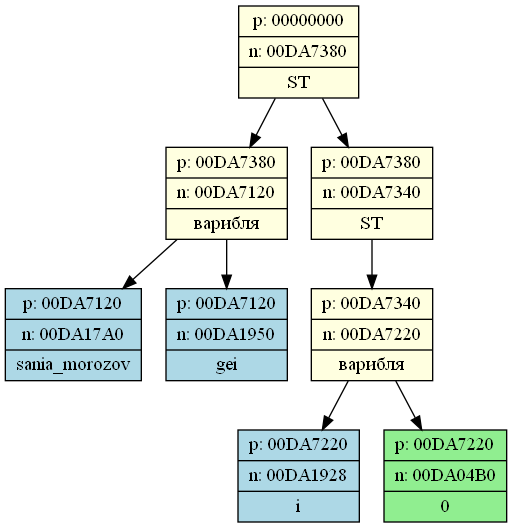 p: 00000000
n: 00DA7380
ST
p: 00DA7380
n: 00DA7120
варибля
p: 00DA7380
n: 00DA7340
ST
p: 00DA7120
n: 00DA17A0
sania_morozov
p: 00DA7120
n: 00DA1950
gei
p: 00DA7340
n: 00DA7220
варибля
p: 00DA7220
n: 00DA1928
i
p: 00DA7220
n: 00DA04B0
0